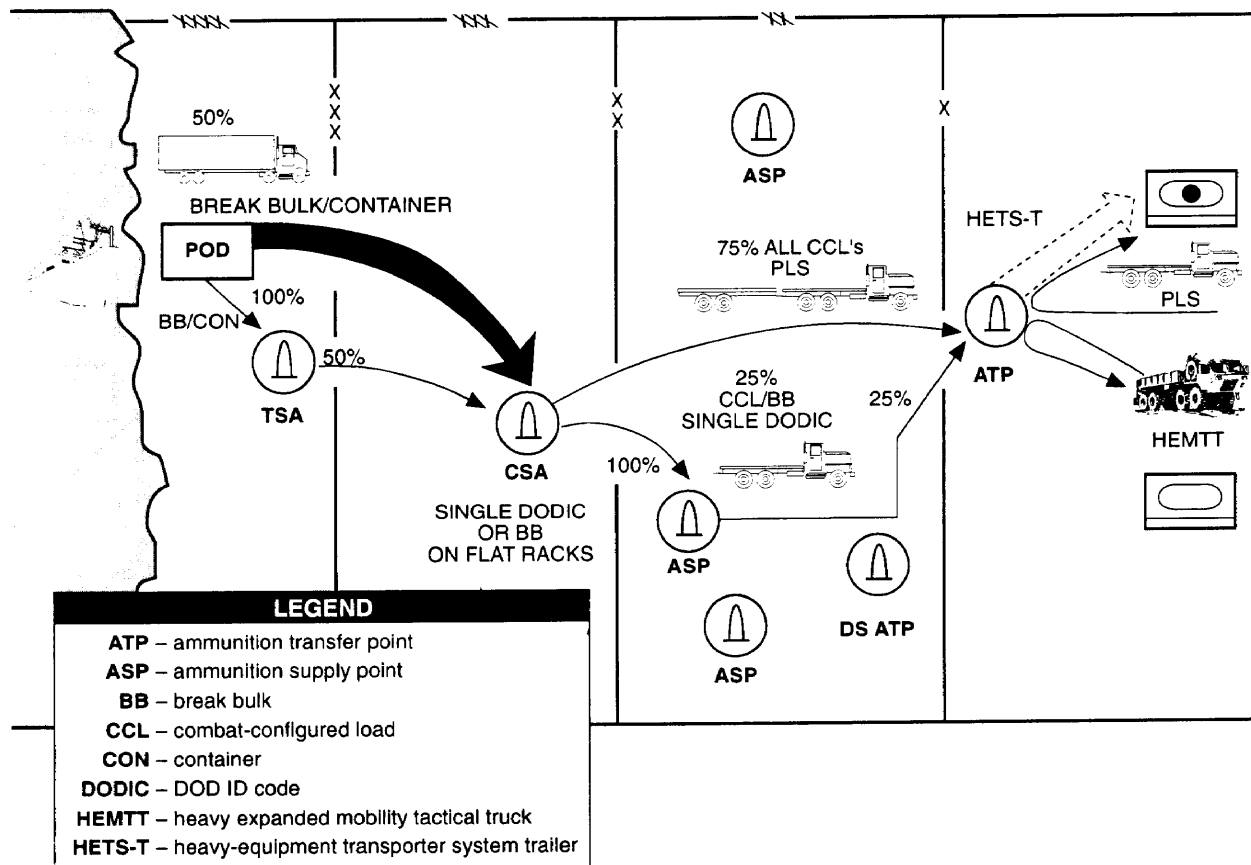 XXXX
XXX
XX
50%
X
X
X
X
X
X
ASP
BREAK BULK/CONTAINER
HETS-T
POD
75% ALL CCL's
PLS
PLS
100%
BB/CON
50%
TSA
ATP
25%
CCL/BB
SINGLE DODIC
25%
CSA
100%
HEMTT
SINGLE DODIC
OR BB
ON FLAT RACKS
ASP
DS ATP
ASP
LEGEND
ATP – ammunition transfer point
ASP – ammunition supply point
BB – break bulk
CCL – combat-configured load
CON – container
DODIC – DOD ID code
HEMTT – heavy expanded mobility tactical truck
HETS-T – heavy-equipment transporter system trailer